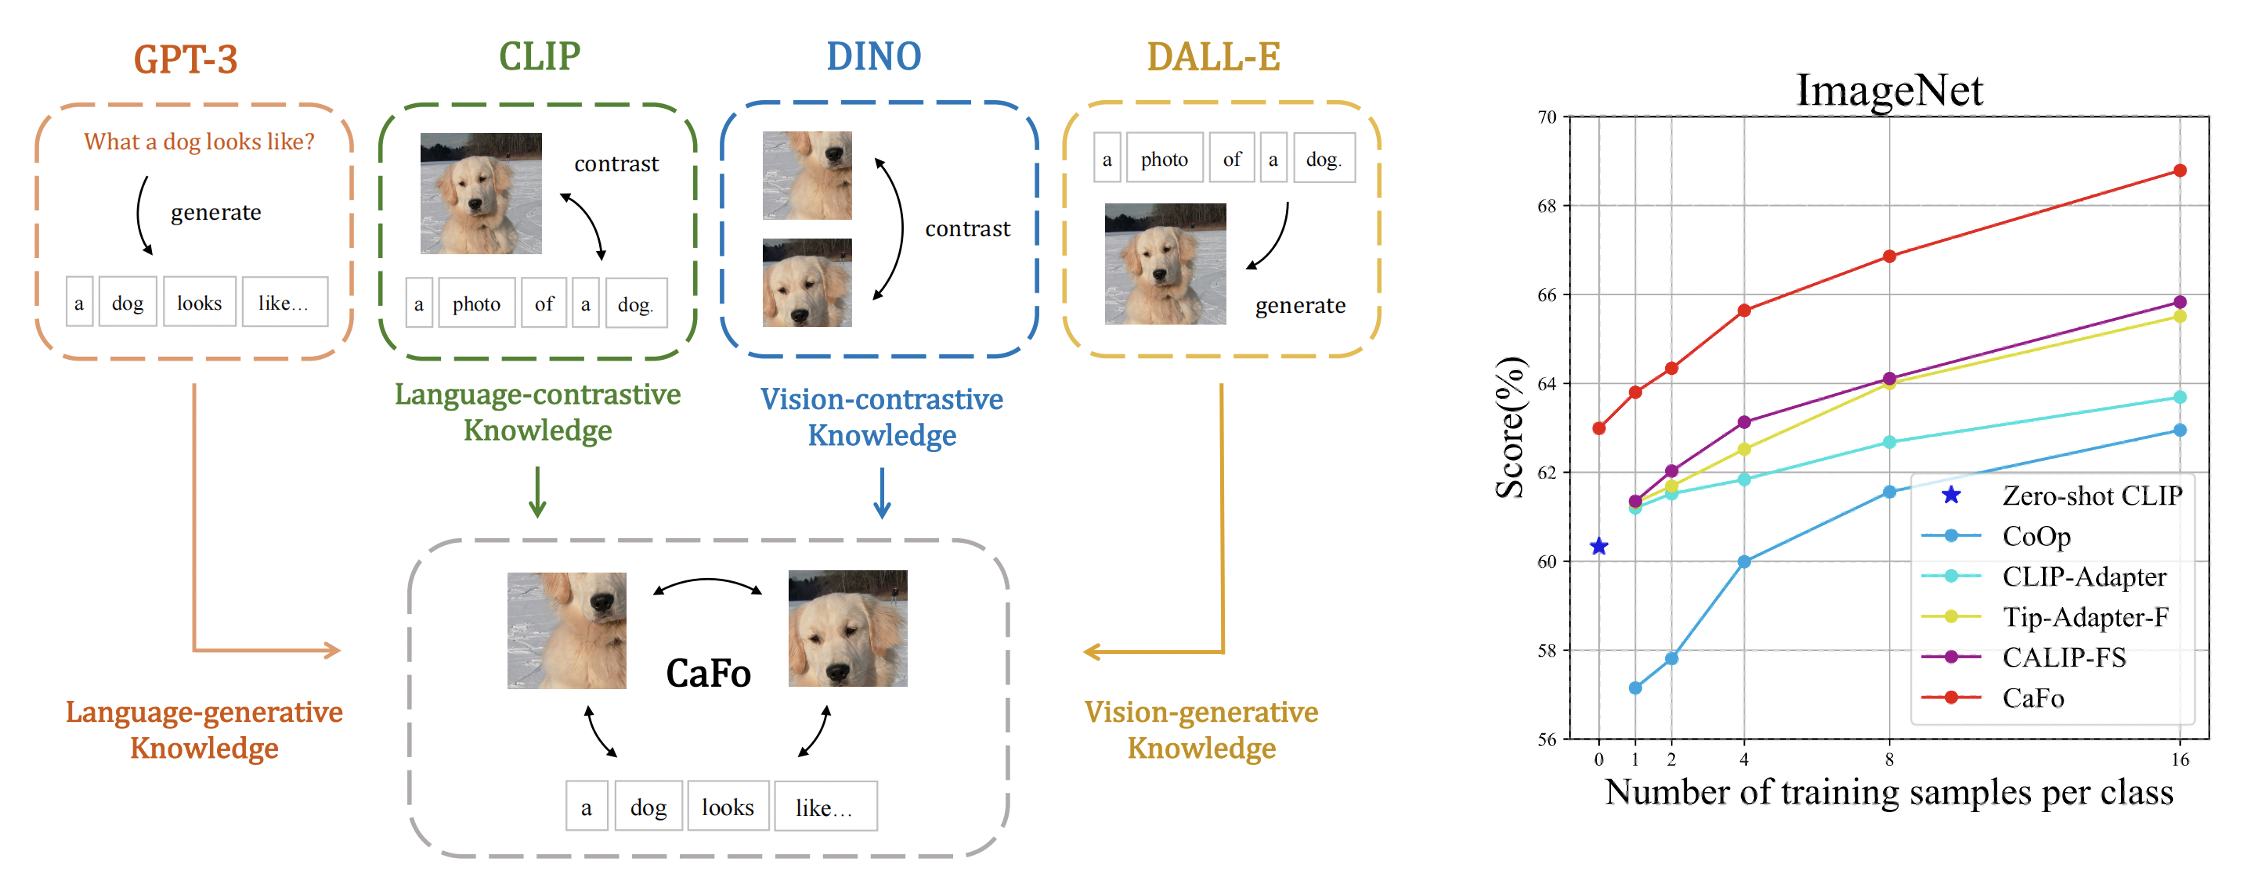 GPT-3
What a dog looks like?
generate
a dog looks like...
CLIP
contrast
a photo of a dog.
DINO
contrast
DALL-E
a photo of a dog.
generate
Language-contrastive
Knowledge
Vision-contrastive
Knowledge
CaFo
a dog looks like...
Language-generative
Knowledge
Vision-generative
Knowledge
ImageNet
70
68
66
64
62
60
58
56
Score(%)
Zero-shot CLIP
CoOp
CLIP-Adapter
Tip-Adapter-F
CALIP-FS
CaFo
0 1 2 4 8 16
Number of training samples per class